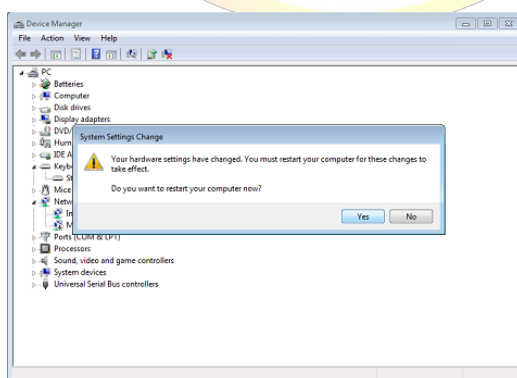 Device Manager
File Action View Help
PC
Batteries
Computer
Disk drives
Display adapters
DVD/
Hum
IDE A
Keyb
St
Mice
Netw
In
M
Ports (COM & LPT)
Processors
Sound, video and game controllers
System devices
Universal Serial Bus controllers
System Settings Change
Your hardware settings have changed. You must restart your computer for these changes to
take effect.
Do you want to restart your computer now?
Yes No